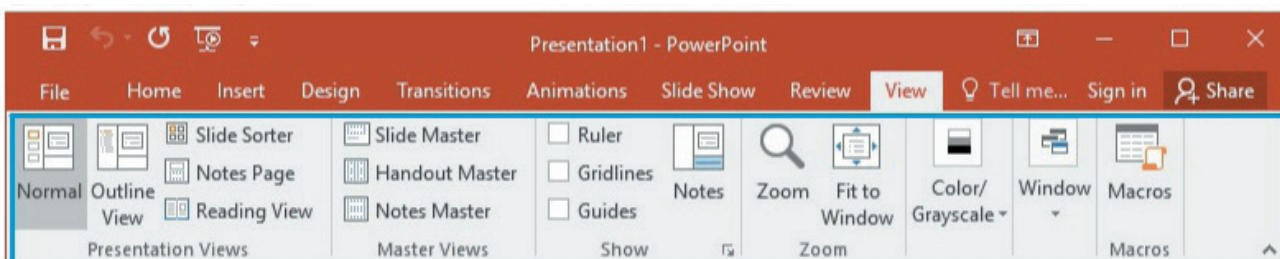 Presentation1 - PowerPoint
File Home Insert Design Transitions Animations Slide Show Review View Tell me... Sign in Share
Normal
Outline View
Slide Sorter
Notes Page
Reading View
Presentation Views
Slide Master
Handout Master
Notes Master
Master Views
Ruler
Gridlines
Guides
Notes
Show
Zoom
Fit to
Window
Zoom
Color/
Grayscale
Window
Macros
Macros